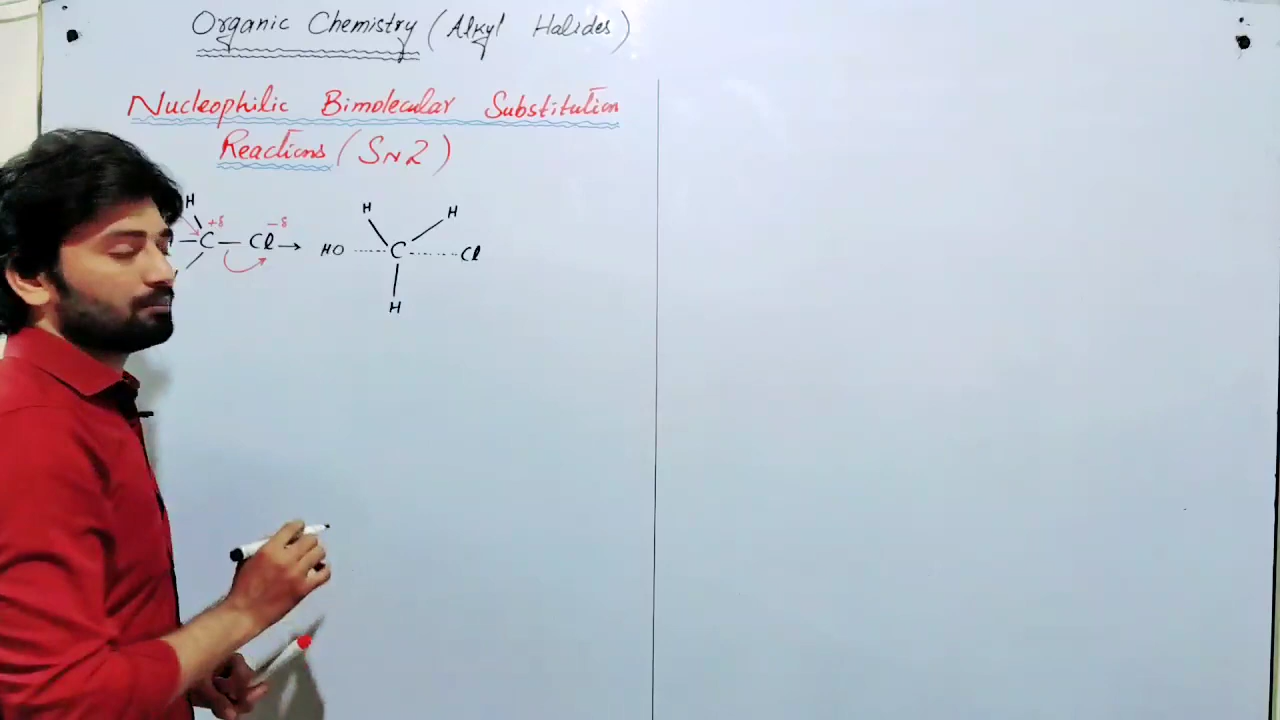 Organic Chemistry (Alkyl Halides)
Nucleophilic Bimolecular Substitution
Reactions (SN2)
H H H
+δ -δ
C — Cl → HO ...... C ...... Cl
H